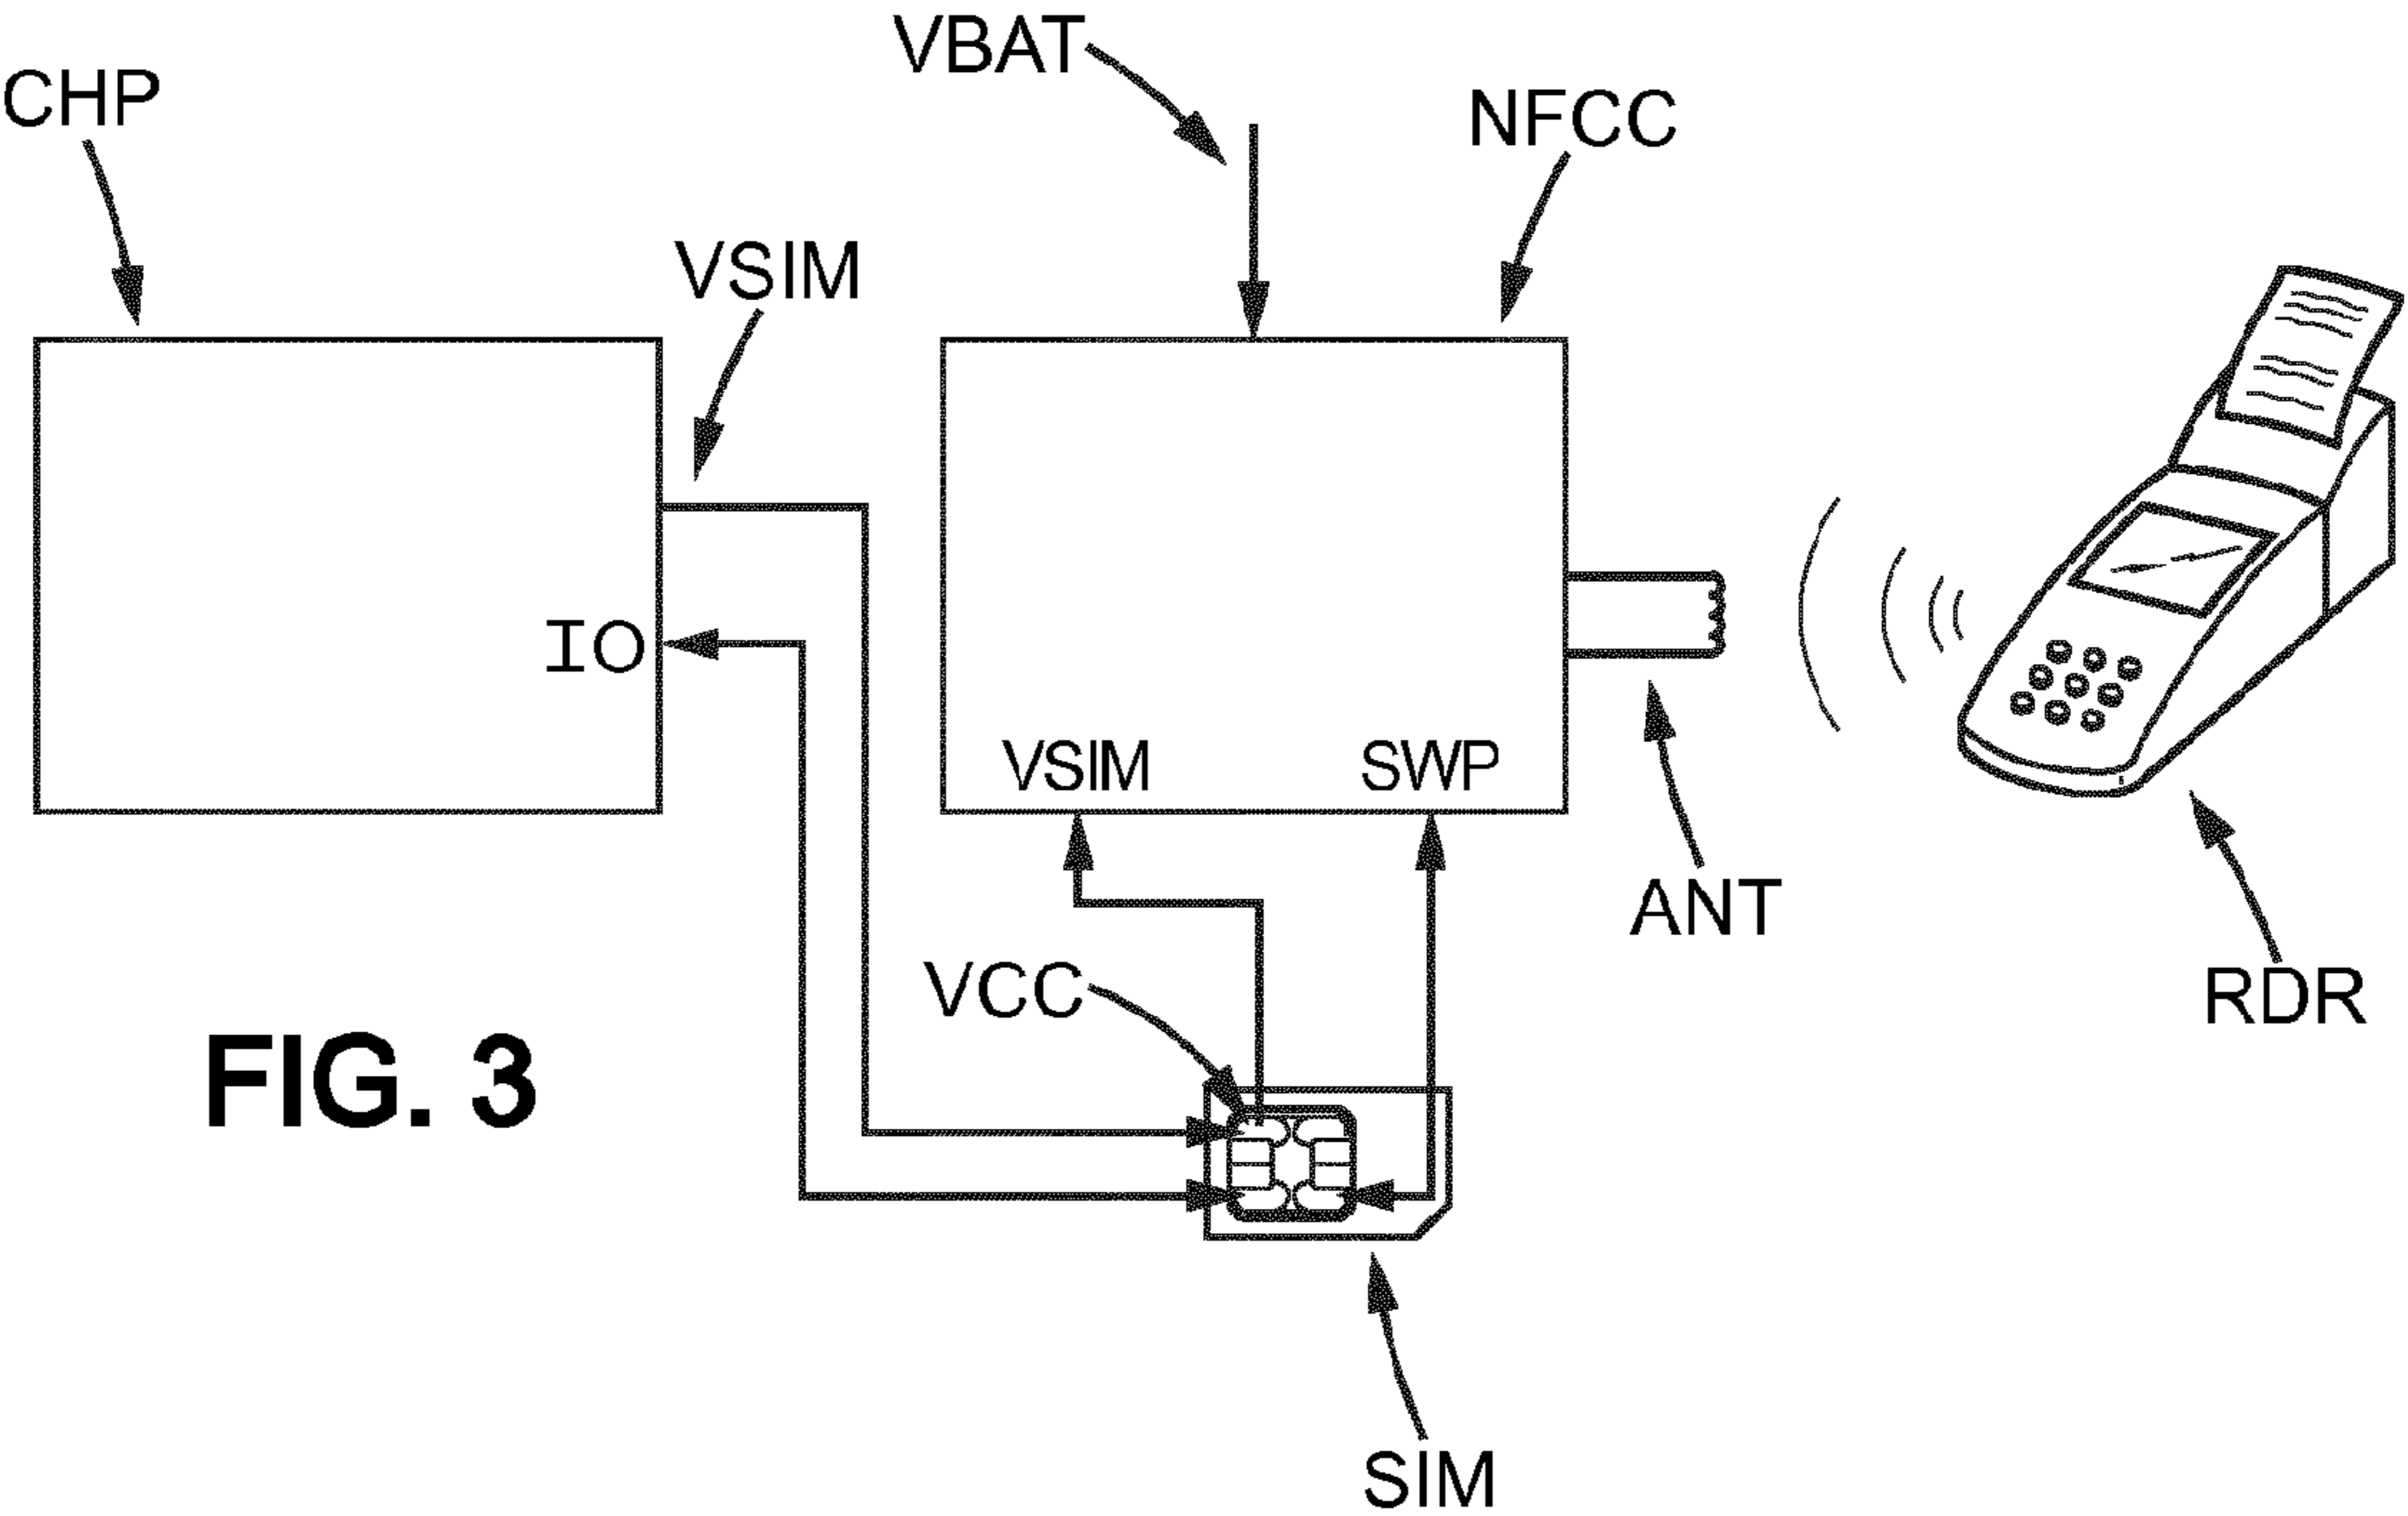 VBAT
CHP
NFCC
VSIM
IO
VSIM
SWP
ANT
VCC
RDR
FIG. 3
SIM